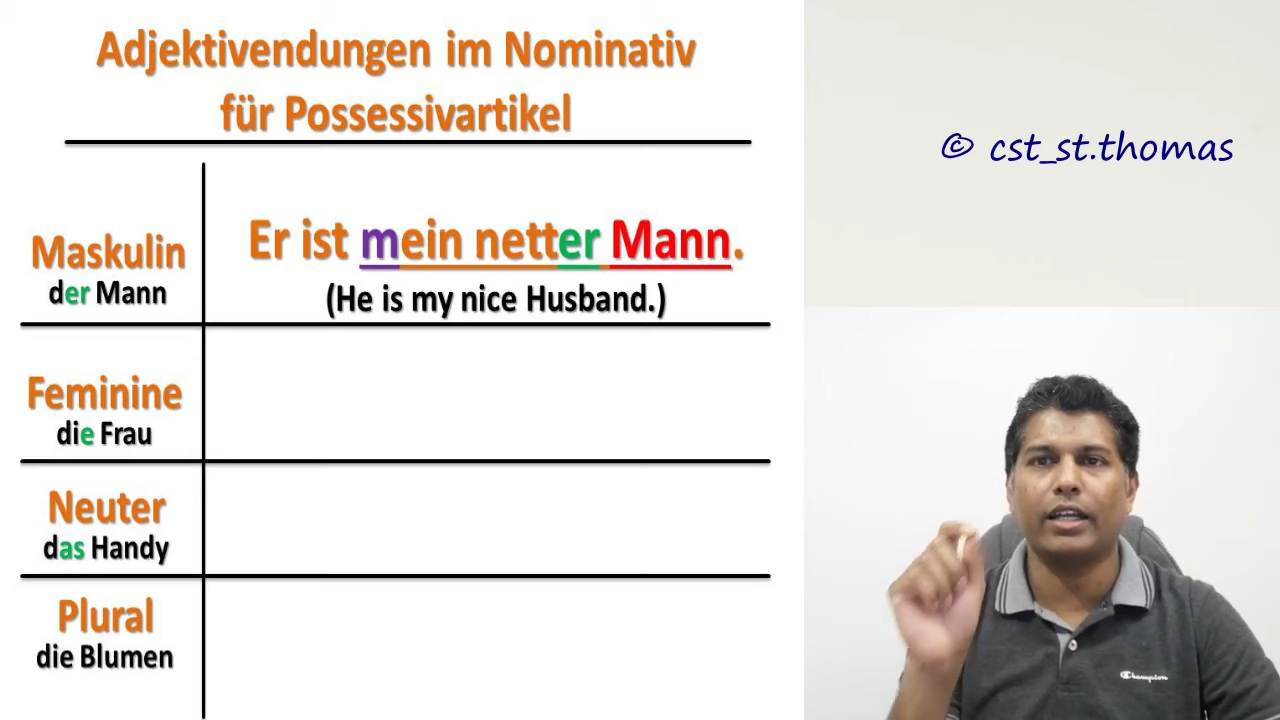 Adjektivendungen im Nominativ
für Possessivartikel
© cst_st.thomas
Maskulin
der Mann
Er ist mein netter Mann.
(He is my nice Husband.)
Feminine
die Frau
Neuter
das Handy
Plural
die Blumen
Champion